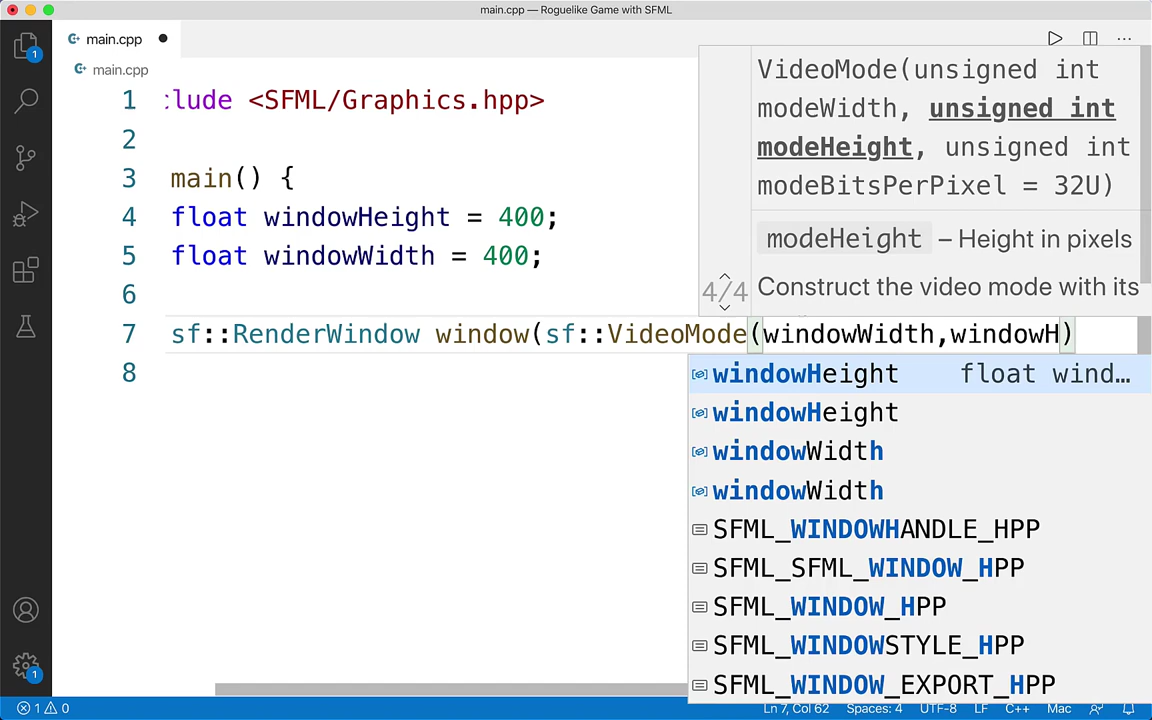 main.cpp — Roguelike Game with SFML
main.cpp
main.cpp
1 :lude <SFML/Graphics.hpp>
2
3 main() {
4 float windowHeight = 400;
5 float windowWidth = 400;
6
7 sf::RenderWindow window(sf::VideoMode(windowWidth,windowH)
8
VideoMode(unsigned int
modeWidth, unsigned int
modeHeight, unsigned int
modeBitsPerPixel = 32U)
modeHeight – Height in pixels
4/4 Construct the video mode with its
windowHeight float wind…
windowHeight
windowWidth
windowWidth
SFML_WINDOWHANDLE_HPP
SFML_SFML_WINDOW_HPP
SFML_WINDOW_HPP
SFML_WINDOWSTYLE_HPP
SFML_WINDOW_EXPORT_HPP
1
1
1 0 Ln 7, Col 62 Spaces: 4 UTF-8 LF C++ Mac